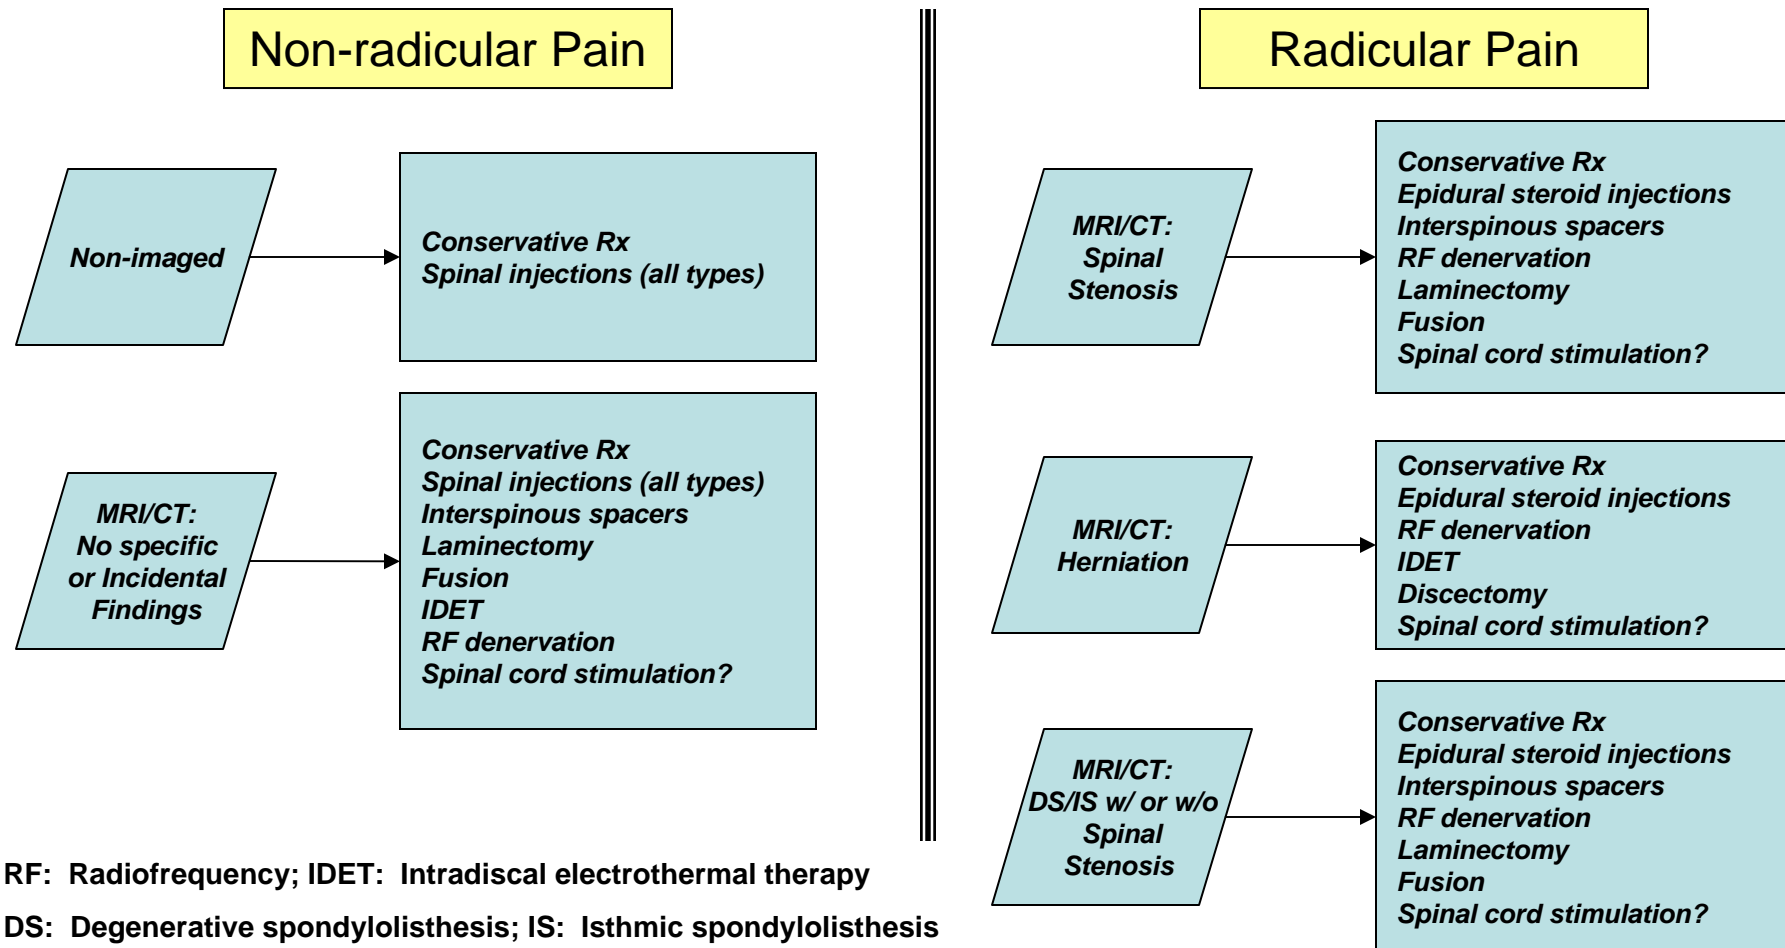 Non-radicular Pain
Non-imaged
Conservative Rx
Spinal injections (all types)
MRI/CT:
No specific
or Incidental
Findings
Conservative Rx
Spinal injections (all types)
Interspinous spacers
Laminectomy
Fusion
IDET
RF denervation
Spinal cord stimulation?
Radicular Pain
MRI/CT:
Spinal
Stenosis
Conservative Rx
Epidural steroid injections
Interspinous spacers
RF denervation
Laminectomy
Fusion
Spinal cord stimulation?
MRI/CT:
Herniation
Conservative Rx
Epidural steroid injections
RF denervation
IDET
Discectomy
Spinal cord stimulation?
MRI/CT:
DS/IS w/ or w/o
Spinal
Stenosis
Conservative Rx
Epidural steroid injections
Interspinous spacers
RF denervation
Laminectomy
Fusion
Spinal cord stimulation?
RF: Radiofrequency; IDET: Intradiscal electrothermal therapy
DS: Degenerative spondylolisthesis; IS: Isthmic spondylolisthesis